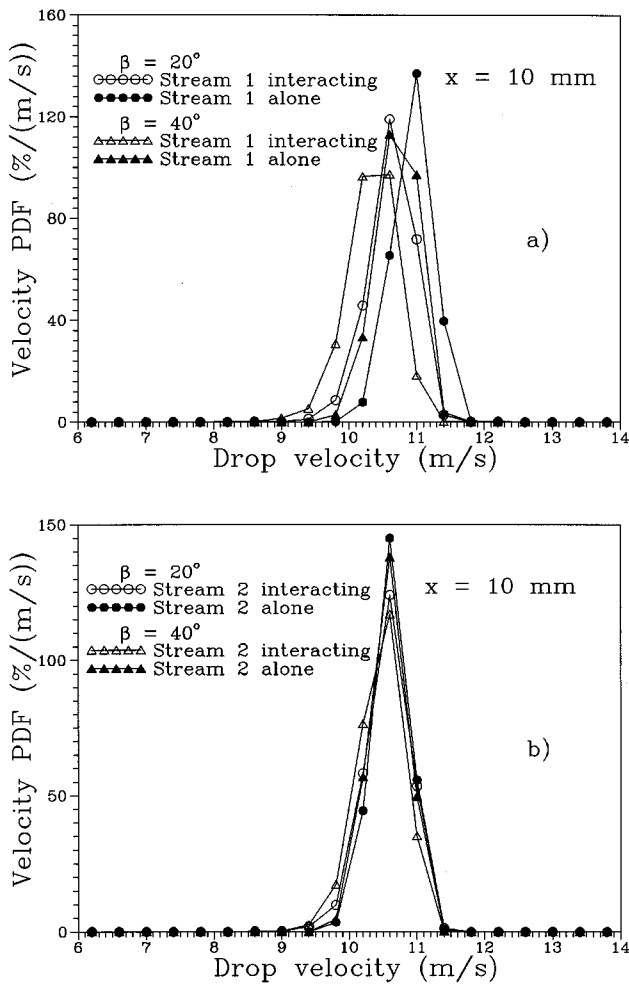 160
β = 20°
Stream 1 interacting
x = 10 mm
Stream 1 alone
β = 40°
120
Stream 1 interacting
Stream 1 alone
80
a)
40
0
6 7 8 9 10 11 12 13 14
Velocity PDF (%/(m/s))
Drop velocity (m/s)
150
β = 20°
Stream 2 interacting
x = 10 mm
Stream 2 alone
β = 40°
Stream 2 interacting
100
Stream 2 alone
b)
50
0
6 7 8 9 10 11 12 13 14
Velocity PDF (%/(m/s))
Drop velocity (m/s)